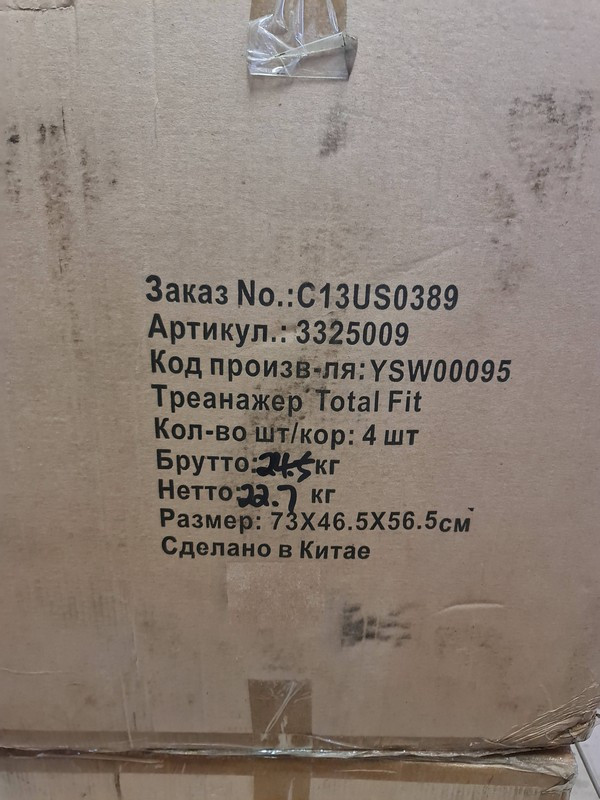 Заказ No.:C13US0389
Артикул.: 3325009
Код произв-ля:YSW00095
Треанажер Total Fit
Кол-во шт/кор: 4 шт
Брутто:24.5кг
Нетто:22.7 кг
Размер: 73X46.5X56.5см
Сделано в Китае